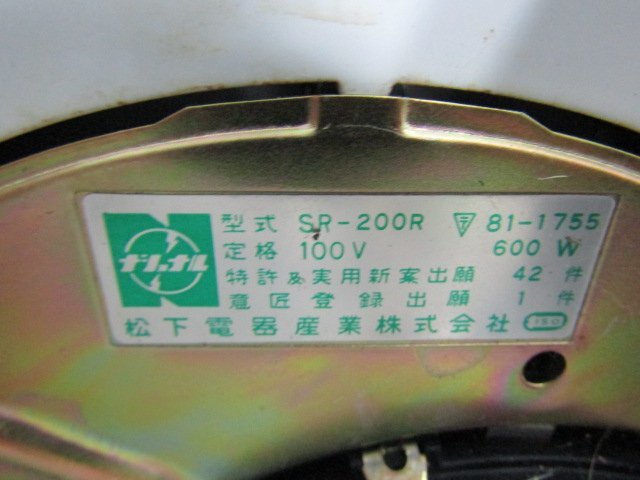 ナショナル
型式 SR-200R 〒 81-1755
定格 100V 600 W
特許&実用新案出願 42 件
意匠登録出願 1 件
松下電器産業株式会社 ISO